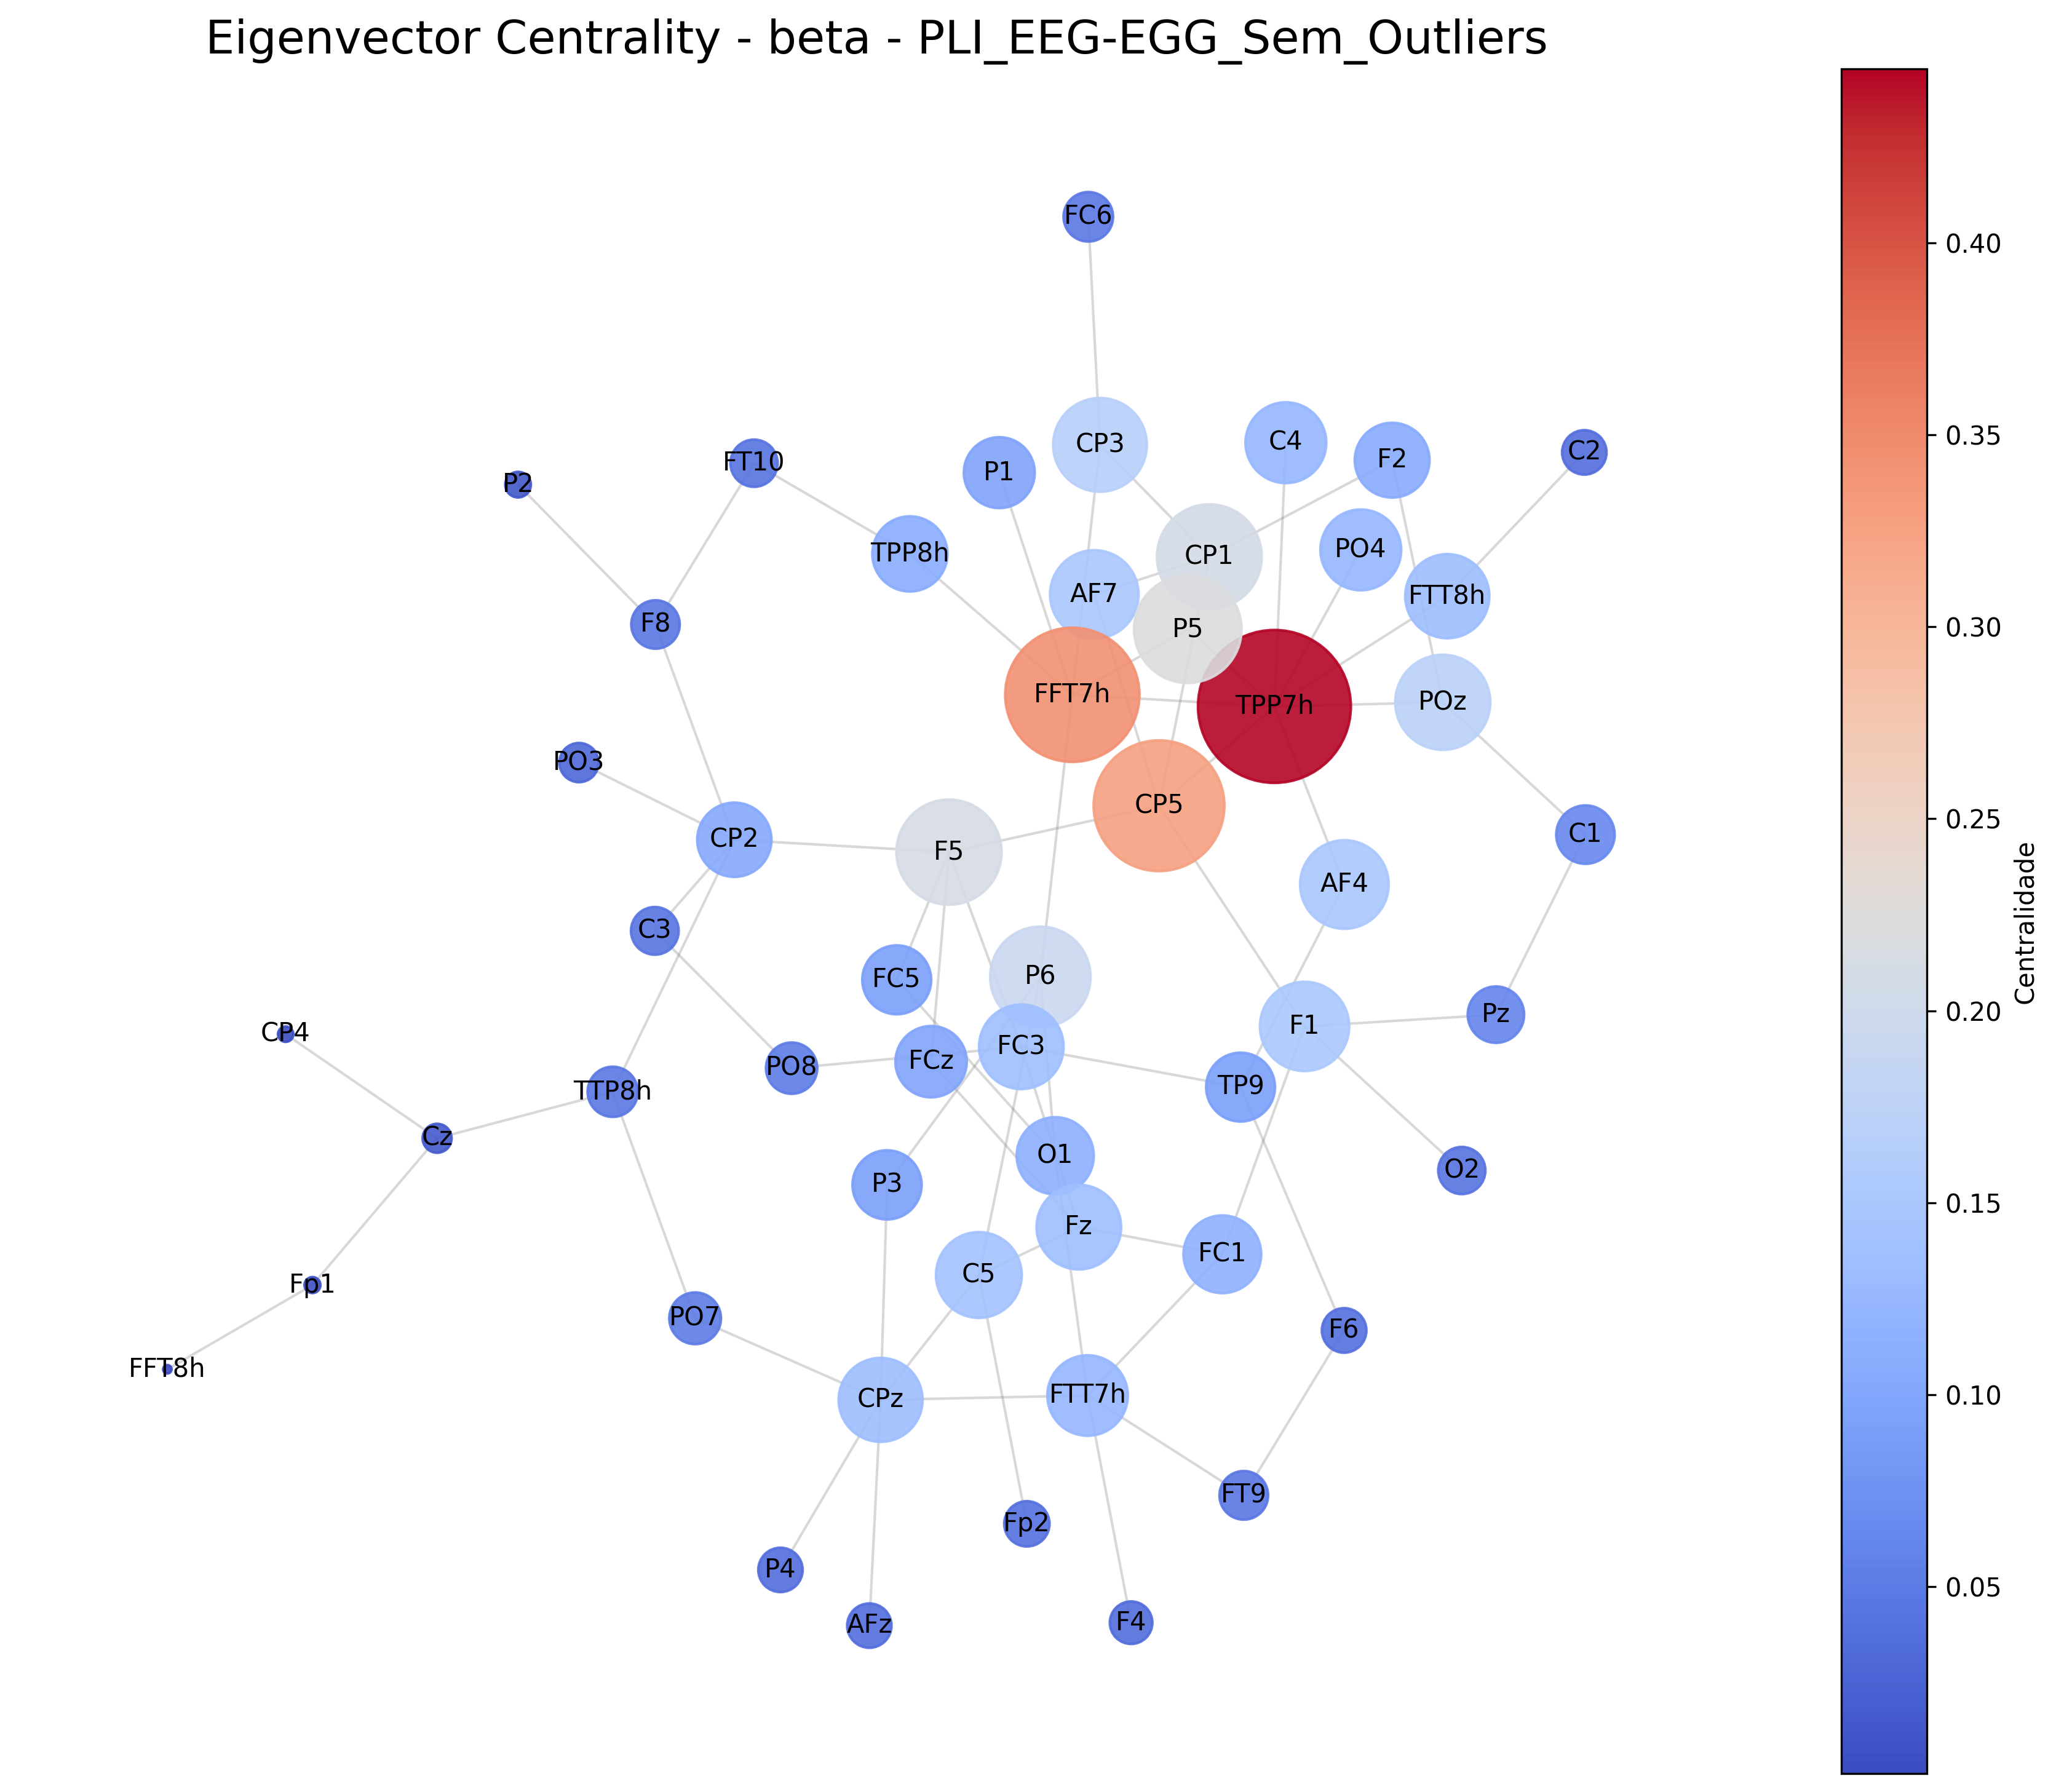 Eigenvector Centrality - beta - PLI_EEG-EGG_Sem_Outliers
FC6
CP3
C4
F2
C2
FT10
P1
P2
TPP8h
CP1
PO4
AF7
FTT8h
F8
P5
FFT7h
TPP7h
POz
PO3
CP5
CP2
F5
C1
AF4
C3
FC5
P6
Pz
F1
CP4
FC3
FCz
PO8
TP9
TTP8h
Cz
O1
O2
P3
Fz
FC1
C5
Fp1
PO7
F6
FFT8h
CPz
FTT7h
FT9
Fp2
P4
AFz
F4
0.40
0.35
0.30
0.25
0.20
0.15
0.10
0.05
Centralidade